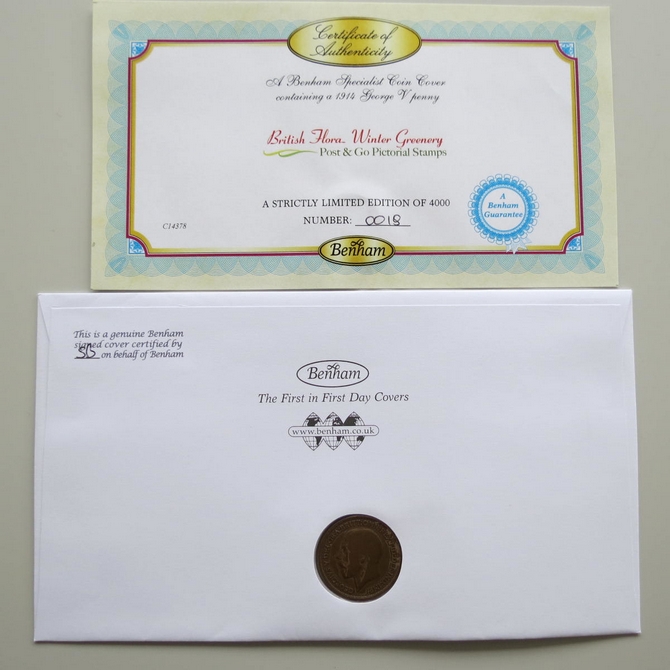 Certificate of
Authenticity
A Benham Specialist Coin Cover
containing a 1914 George V penny
British Flora. Winter Greenery
Post & Go Pictorial Stamps
A STRICTLY LIMITED EDITION OF 4000
NUMBER: 0018
A
Benham
Guarantee
C14378
Benham
This is a genuine Benham
signed cover certified by
SB on behalf of Benham
Benham
The First in First Day Covers
www.benham.co.uk